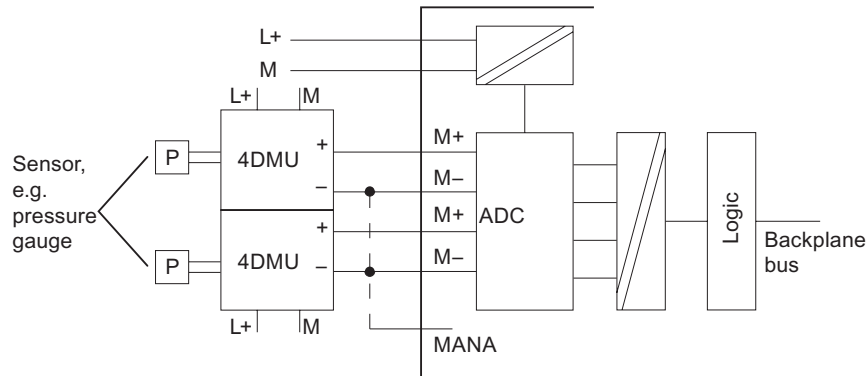 L+
M
L+ M
Sensor,
e.g.
pressure
gauge
P
4DMU
+
–
M+
M–
P
4DMU
+
–
M+
M–
L+ M
MANA
ADC
Logic
Backplane
bus